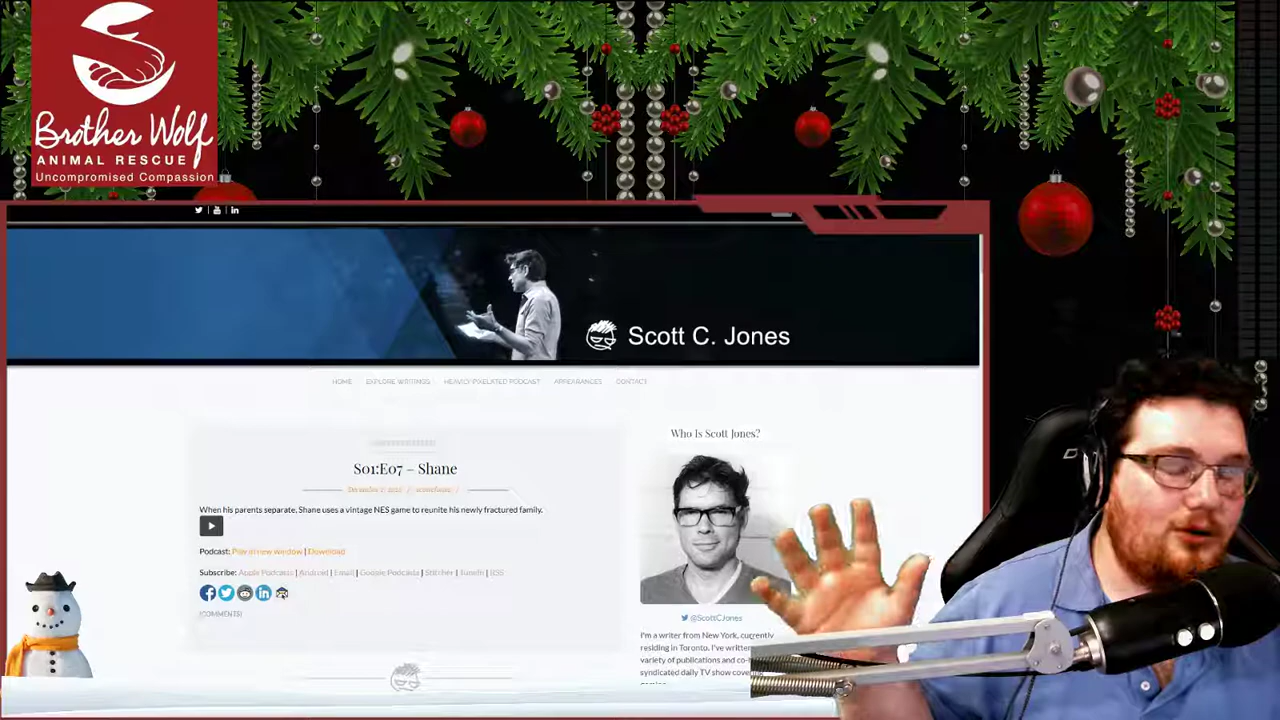 Brother Wolf
ANIMAL RESCUE
Uncompromised Compassion
Scott C. Jones
HOME EXPLORE WRITINGS HEAVILY PIXELATED PODCAST APPEARANCES CONTACT
S01:E07 – Shane
When his parents separate, Shane uses a vintage NES game to reunite his newly fractured family.
Podcast: Play in new window | Download
Subscribe: Apple Podcasts | Android | Email | Google Podcasts | Stitcher | TuneIn | RSS
[COMMENTS]
Who Is Scott Jones?
@ScottCJones
I'm a writer from New York, currently
residing in Toronto. I've written
variety of publications and co-
syndicated daily TV show